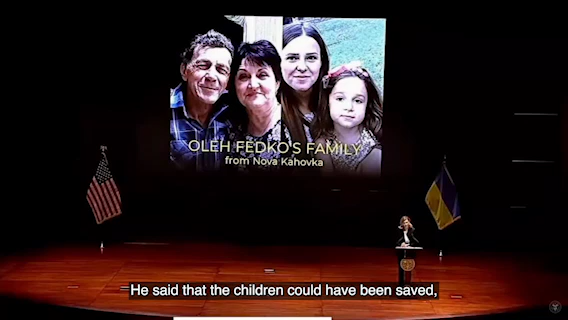 OLEH FEDKO'S FAMILY
from Nova Kahovka
He said that the children could have been saved,